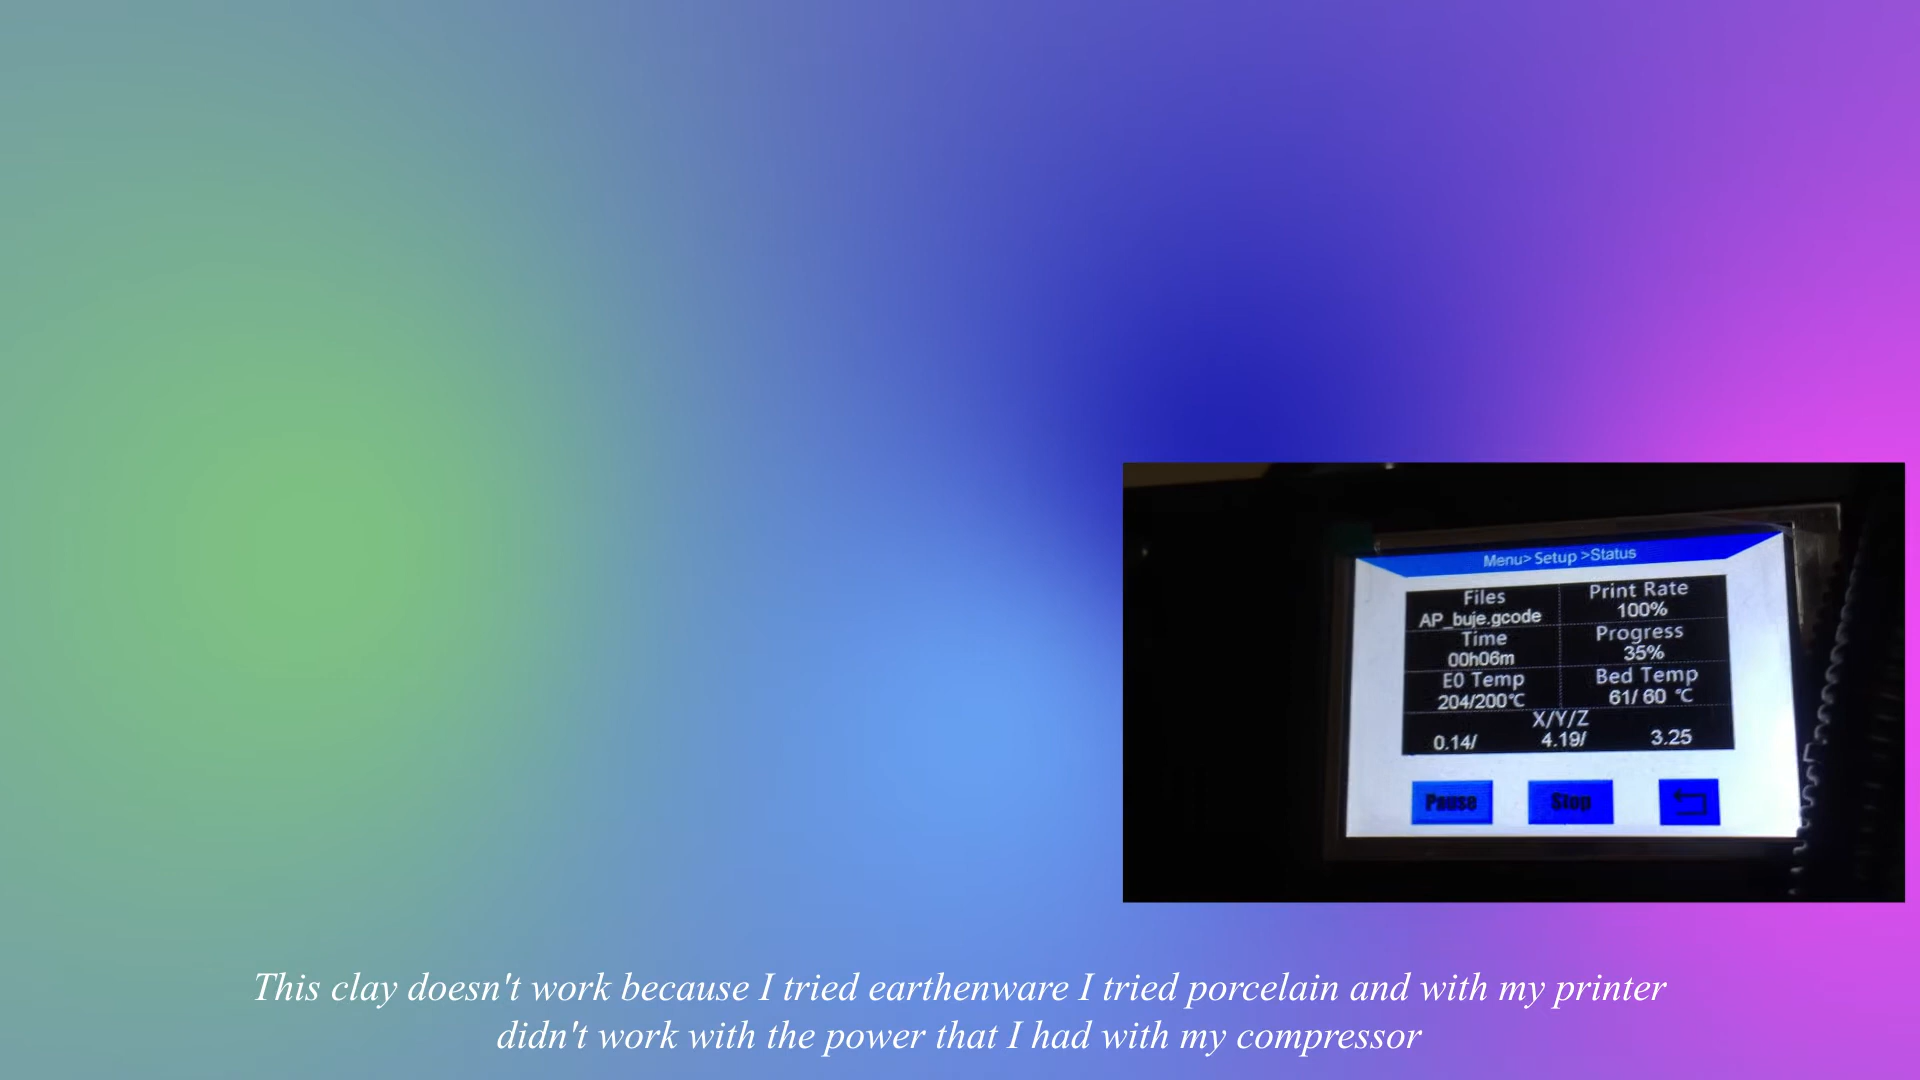 Menu> Setup >Status
Files
AP_buje.gcode
Print Rate
100%
Time
00h06m
Progress
35%
E0 Temp
204/200℃
Bed Temp
61/ 60 ℃
X/Y/Z
0.14/ 4.19/ 3.25
Pause Stop
This clay doesn't work because I tried earthenware I tried porcelain and with my printer
didn't work with the power that I had with my compressor